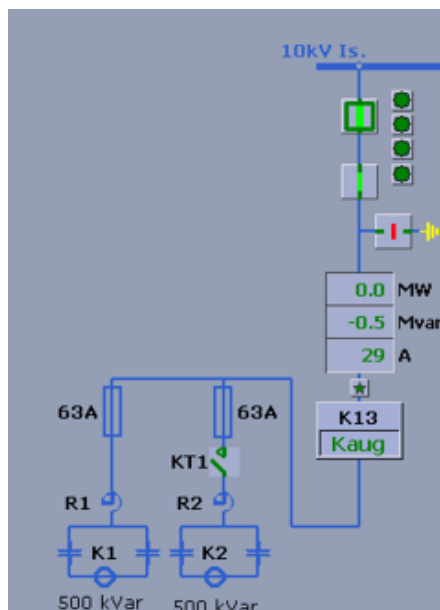 10kV Is.
0.0 MW
-0.5 Mvar
29 A
63A
63A
K13
Kaug
KT1
R1
R2
K1
K2
500 kVar
500 kVar